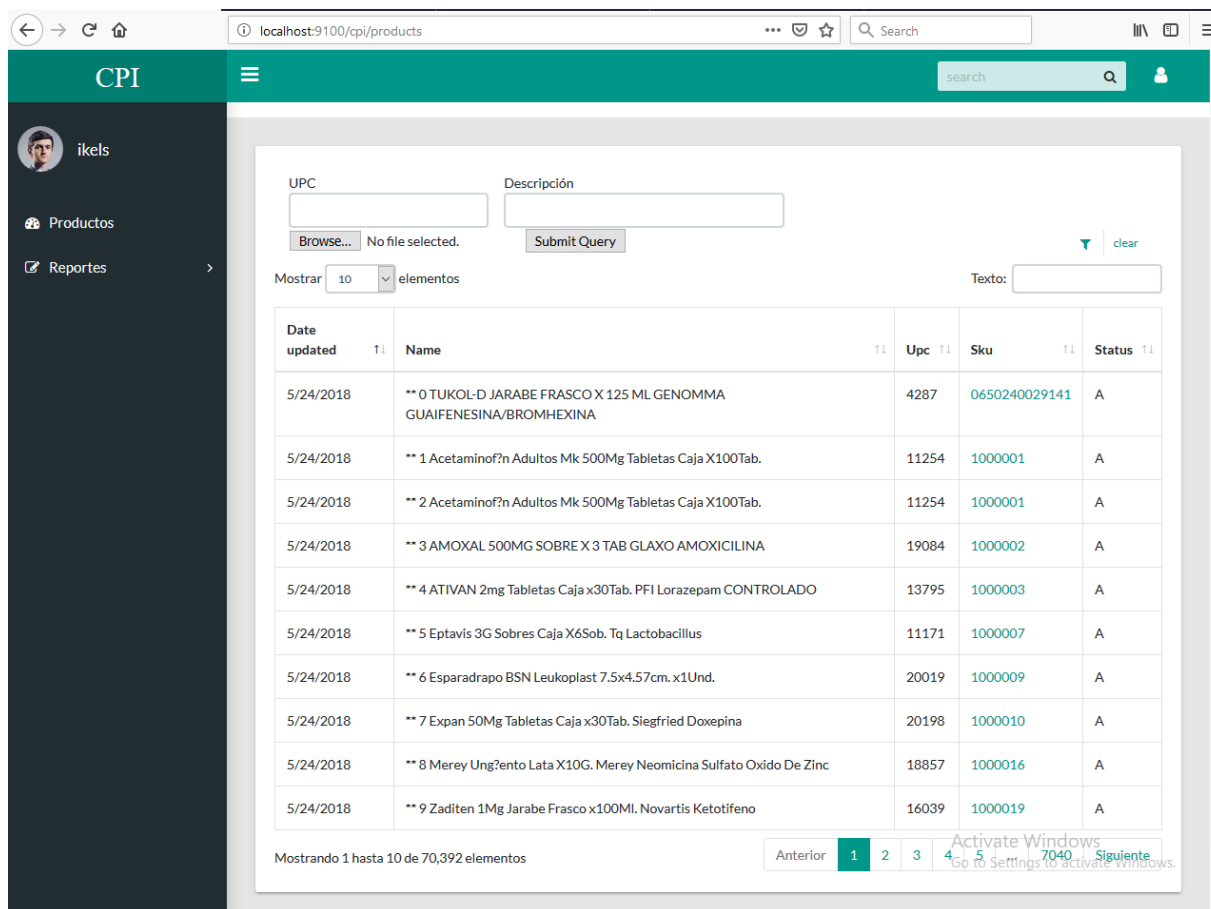 localhost:9100/cpi/products
Search
CPI
search
ikels
Productos
Reportes
UPC Descripción
Browse... No file selected. Submit Query
clear
Mostrar 10 elementos Texto:
Date updated Name Upc Sku Status
5/24/2018 ** 0 TUKOL-D JARABE FRASCO X 125 ML GENOMMA 4287 0650240029141 A
GUAIFENESINA/BROMHEXINA
5/24/2018 ** 1 Acetaminof?n Adultos Mk 500Mg Tabletas Caja X100Tab. 11254 1000001 A
5/24/2018 ** 2 Acetaminof?n Adultos Mk 500Mg Tabletas Caja X100Tab. 11254 1000001 A
5/24/2018 ** 3 AMOXAL 500MG SOBRE X 3 TAB GLAXO AMOXICILINA 19084 1000002 A
5/24/2018 ** 4 ATIVAN 2mg Tabletas Caja x30Tab. PFI Lorazepam CONTROLADO 13795 1000003 A
5/24/2018 ** 5 Eptavis 3G Sobres Caja X6Sob. Tq Lactobacillus 11171 1000007 A
5/24/2018 ** 6 Esparadrapo BSN Leukoplast 7.5x4.57cm. x1Und. 20019 1000009 A
5/24/2018 ** 7 Expan 50Mg Tabletas Caja x30Tab. Siegfried Doxepina 20198 1000010 A
5/24/2018 ** 8 Merey Ung?ento Lata X10G. Merey Neomicina Sulfato Oxido De Zinc 18857 1000016 A
5/24/2018 ** 9 Zaditen 1Mg Jarabe Frasco x100Ml. Novartis Ketotifeno 16039 1000019 A
Mostrando 1 hasta 10 de 70,392 elementos Anterior 1 2 3 4 5 ... 7040 Siguiente
Activate Windows
Go to Settings to activate Windows.